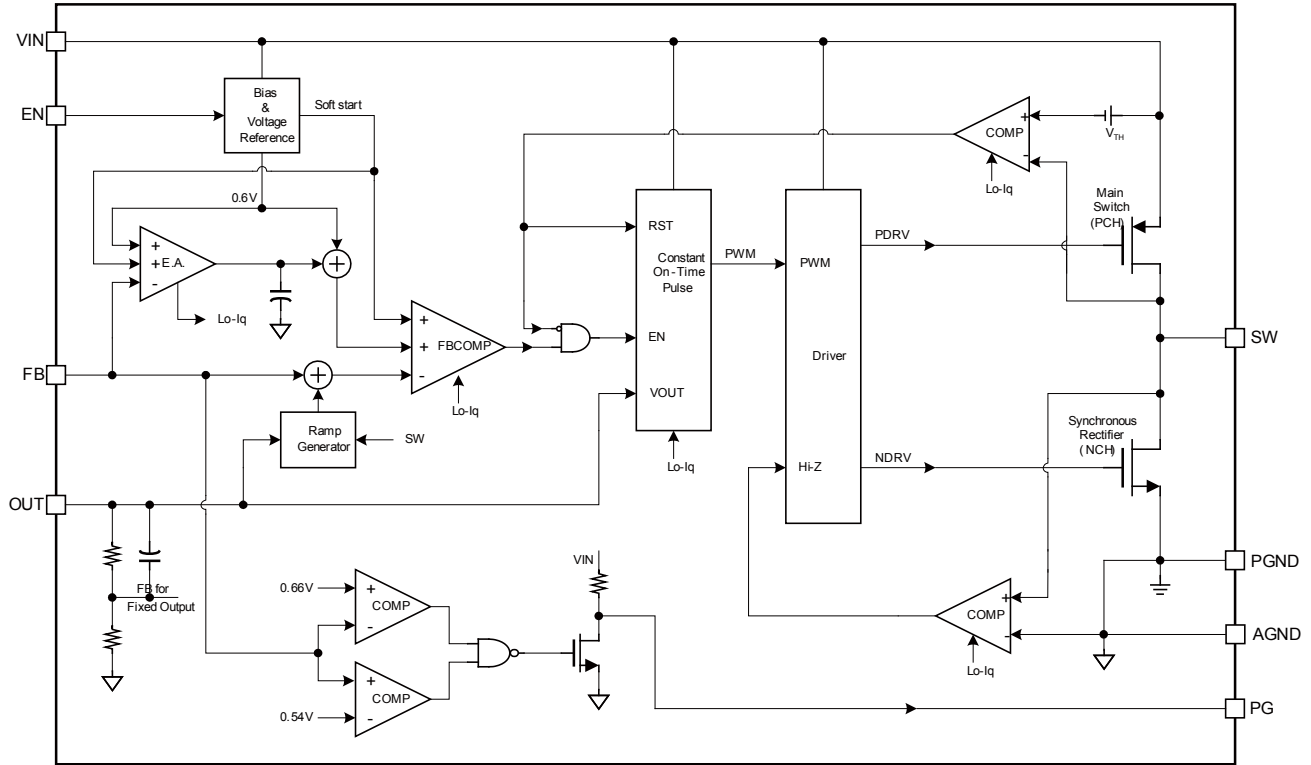 VIN
EN
Bias
&
Voltage
Reference
Soft start
0.6V
+
+
-
E.A.
Lo-Iq
+
+
+
-
FBCOMP
Lo-Iq
FB
+
Ramp
Generator
SW
OUT
FB for
Fixed Output
RST
Constant
On-Time
Pulse
EN
VOUT
Lo-Iq
PWM
PWM
Driver
Hi-Z
PDRV
NDRV
+
-
COMP
Lo-Iq
VTH
Main
Switch
(PCH)
SW
Synchronous
Rectifier
(NCH)
+
-
COMP
Lo-Iq
PGND
AGND
0.66V
+
-
COMP
+
-
COMP
0.54V
VIN
PG